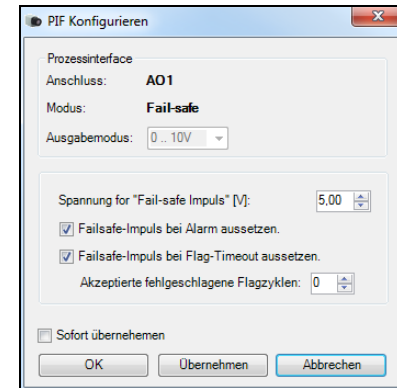 PIF Konfigurieren
Prozessinterface
Anschluss: AO1
Modus: Fail-safe
Ausgabemodus: 0 .. 10V
Spannung for "Fail-safe Impuls" [V]: 5,00
Failsafe-Impuls bei Alarm aussetzen.
Failsafe-Impuls bei Flag-Timeout aussetzen.
Akzeptierte fehlgeschlagene Flagzyklen: 0
Sofort übernehemen
OK Übernehmen Abbrechen